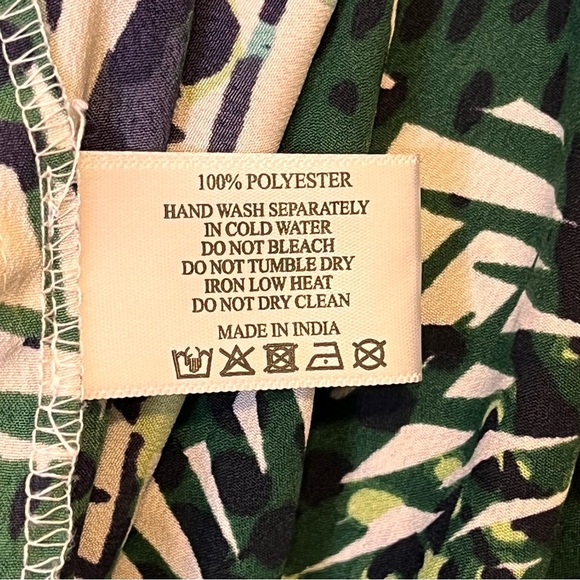 100% POLYESTER
HAND WASH SEPARATELY
IN COLD WATER
DO NOT BLEACH
DO NOT TUMBLE DRY
IRON LOW HEAT
DO NOT DRY CLEAN
MADE IN INDIA